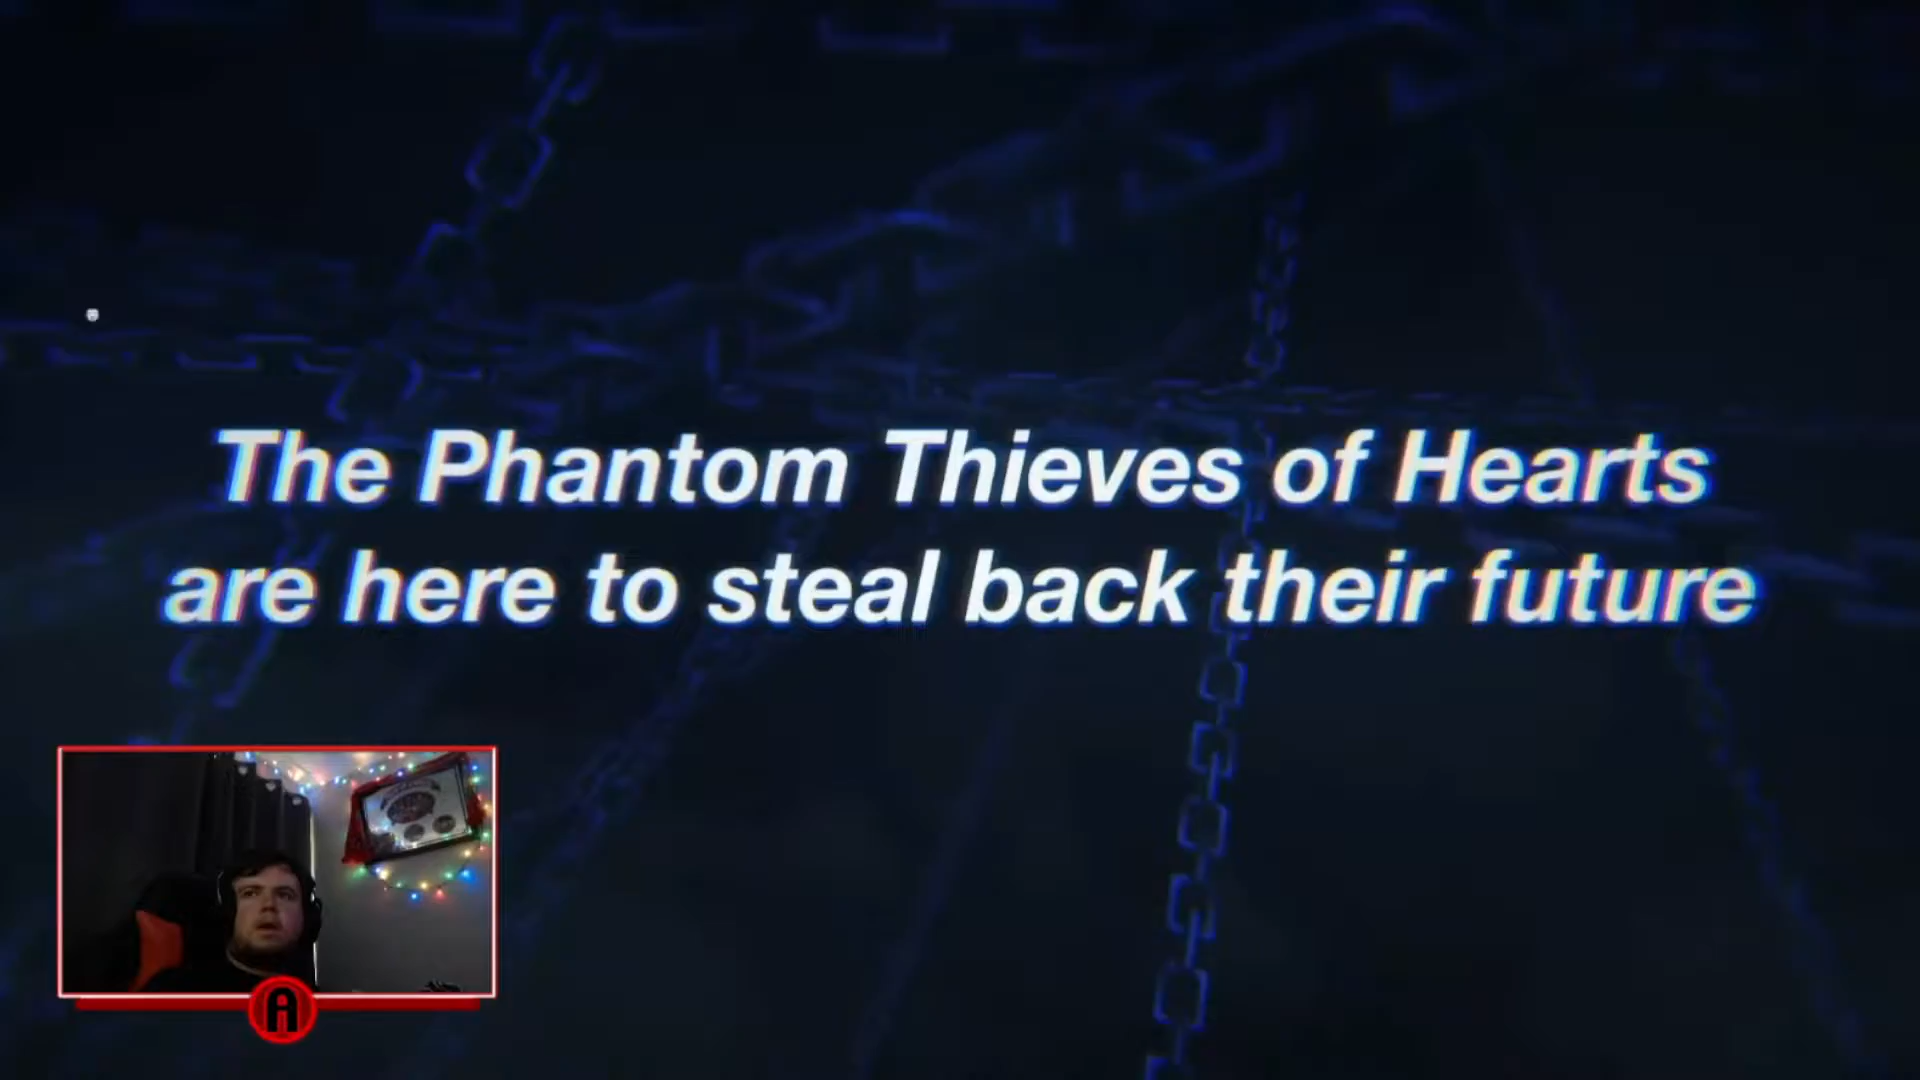 The Phantom Thieves of Hearts
are here to steal back their future
A